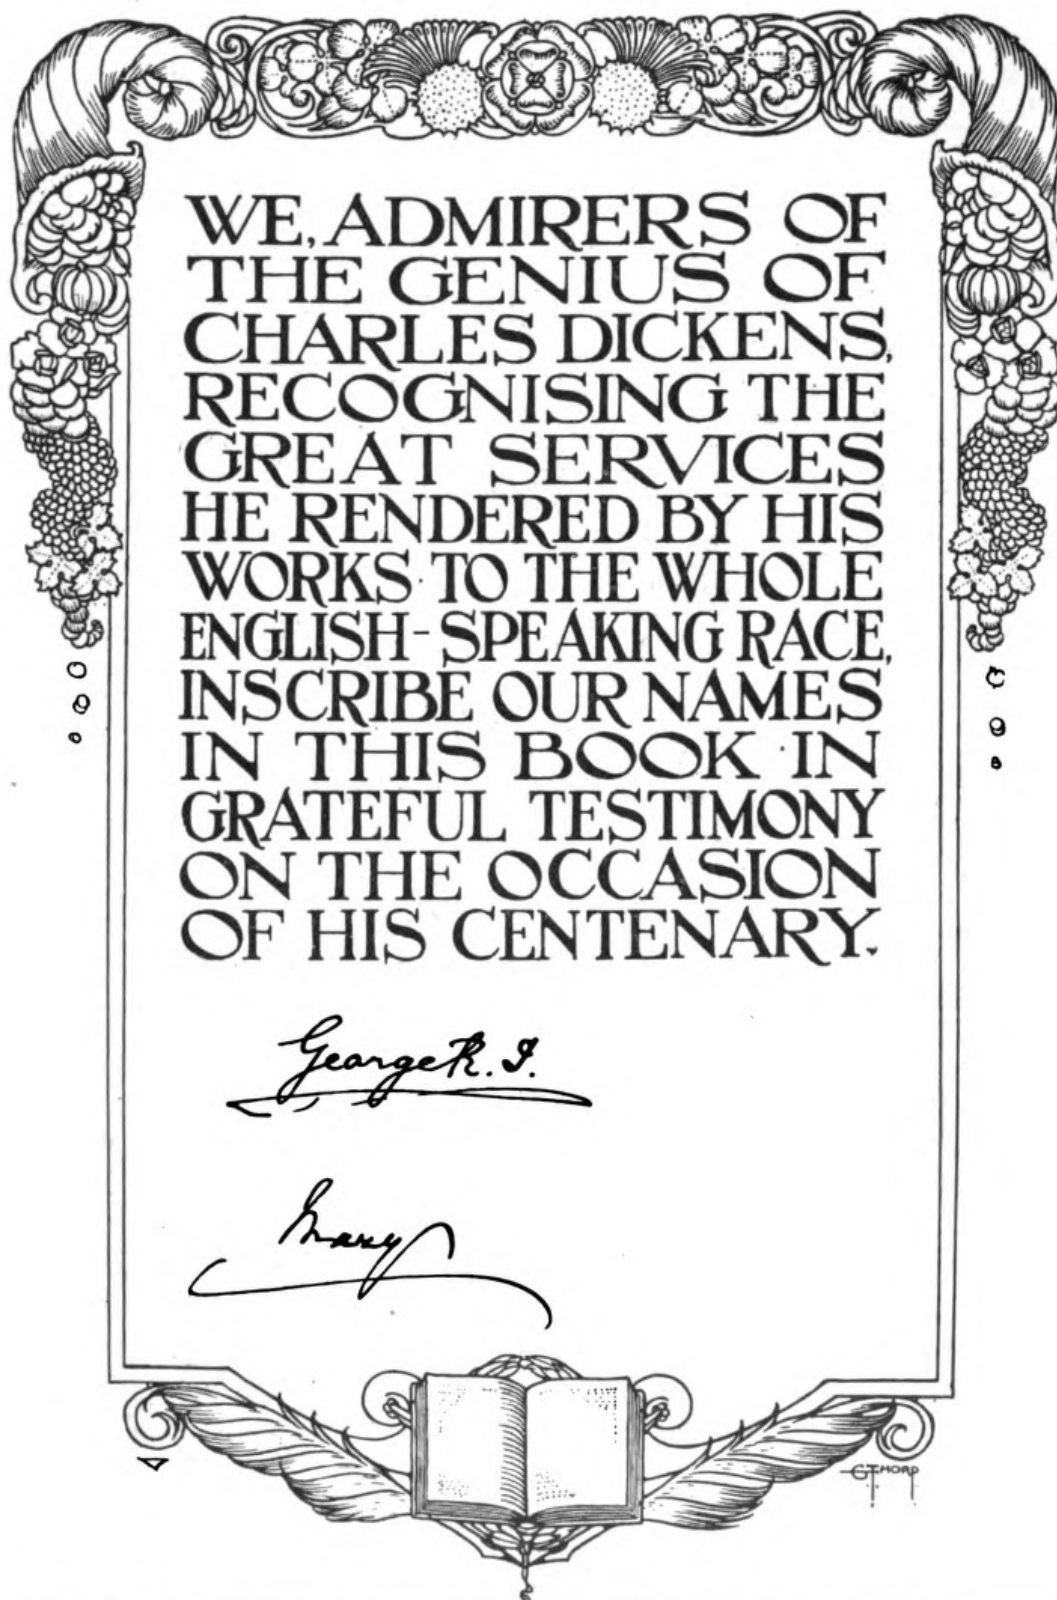 WE, ADMIRERS OF
THE GENIUS OF
CHARLES DICKENS,
RECOGNISING THE
GREAT SERVICES
HE RENDERED BY HIS
WORKS TO THE WHOLE
ENGLISH-SPEAKING RACE,
INSCRIBE OUR NAMES
IN THIS BOOK IN
GRATEFUL TESTIMONY
ON THE OCCASION
OF HIS CENTENARY.
George R. I.
Mary